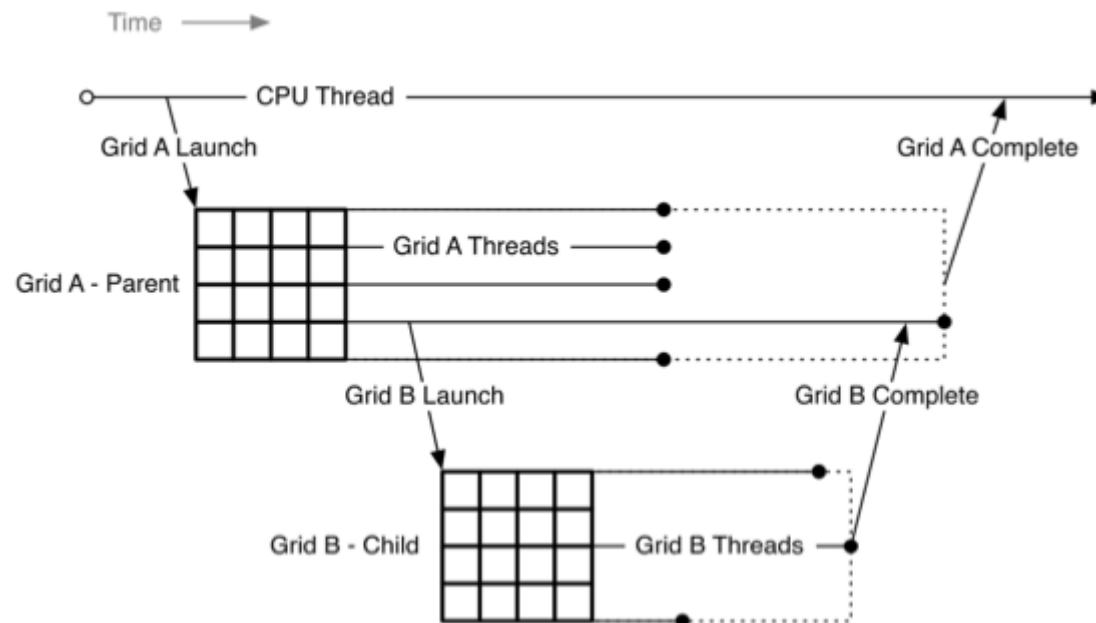 Time
CPU Thread
Grid A Launch
Grid A Complete
Grid A Threads
Grid A - Parent
Grid B Launch
Grid B Complete
Grid B - Child
Grid B Threads